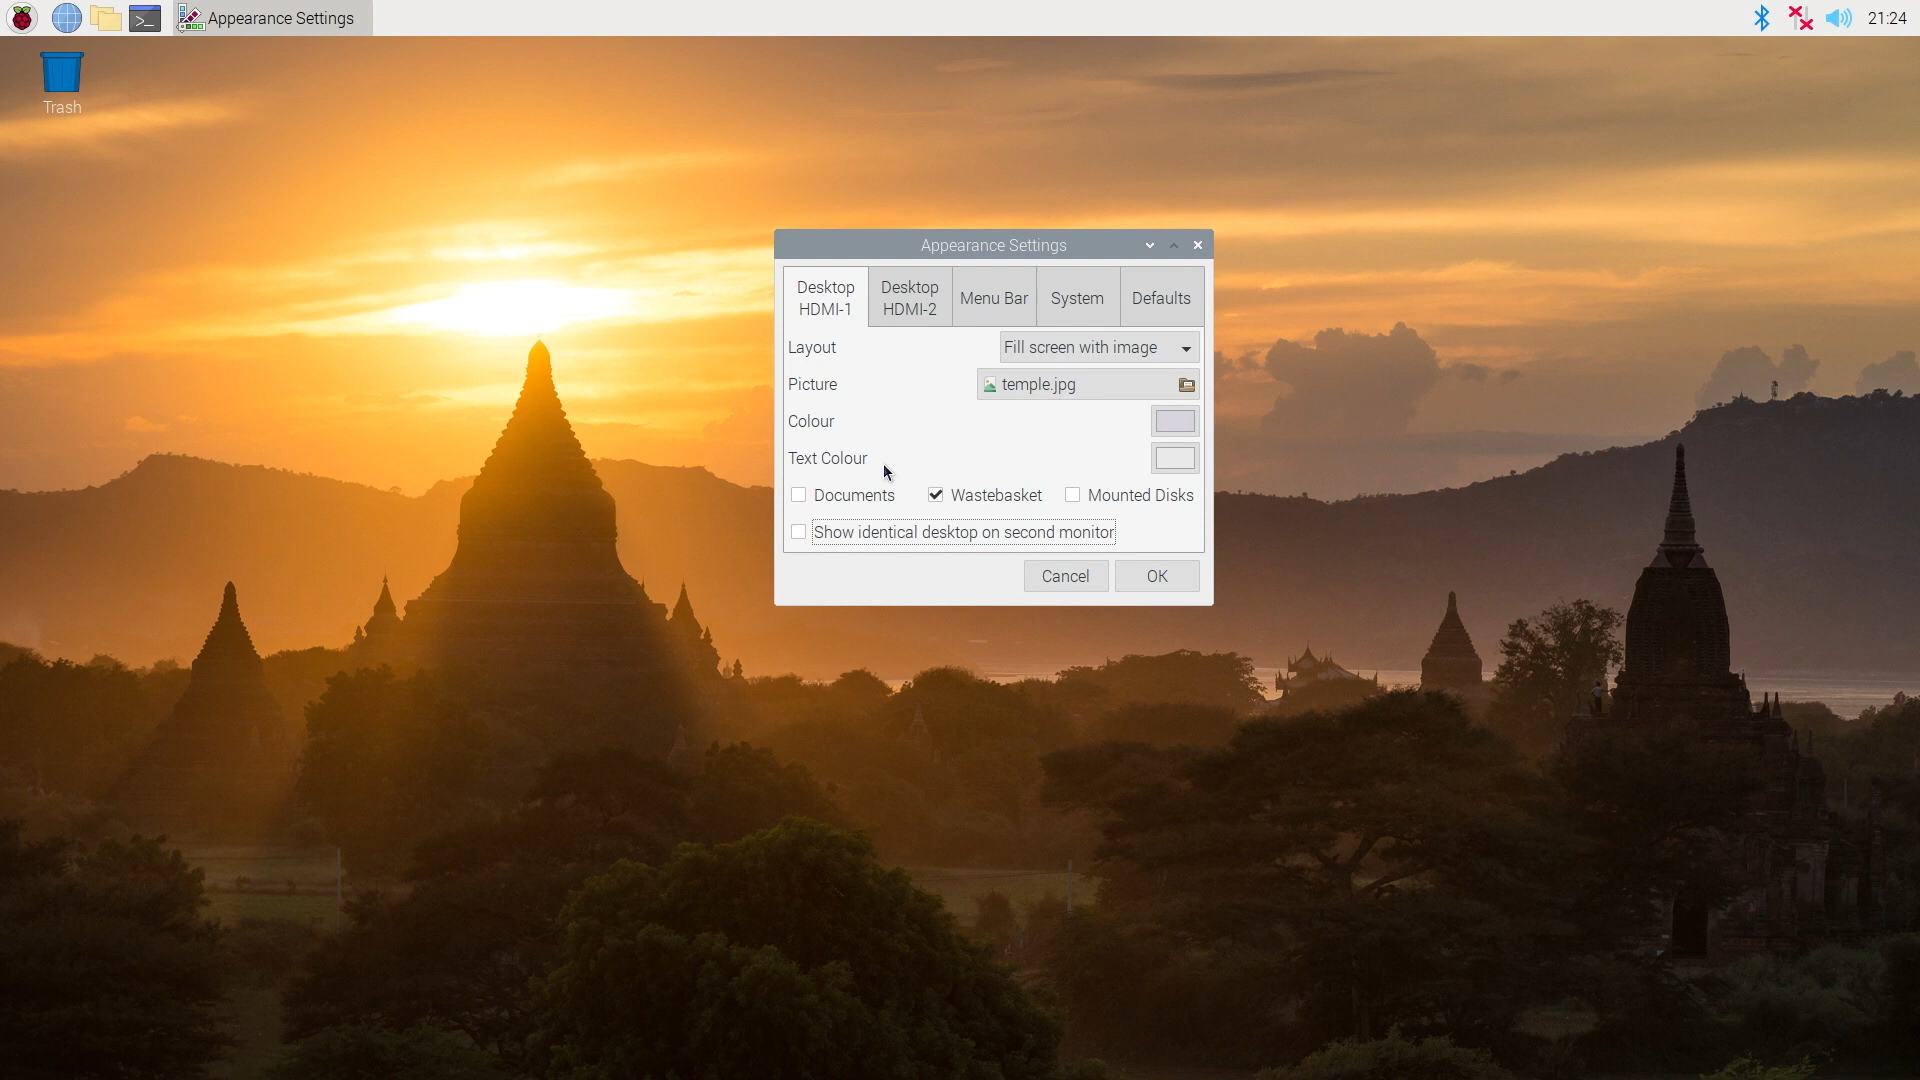 Appearance Settings
21:24
Trash
Appearance Settings
Desktop HDMI-1
Desktop HDMI-2
Menu Bar
System
Defaults
Layout
Fill screen with image
Picture
temple.jpg
Colour
Text Colour
Documents
Wastebasket
Mounted Disks
Show identical desktop on second monitor
Cancel
OK